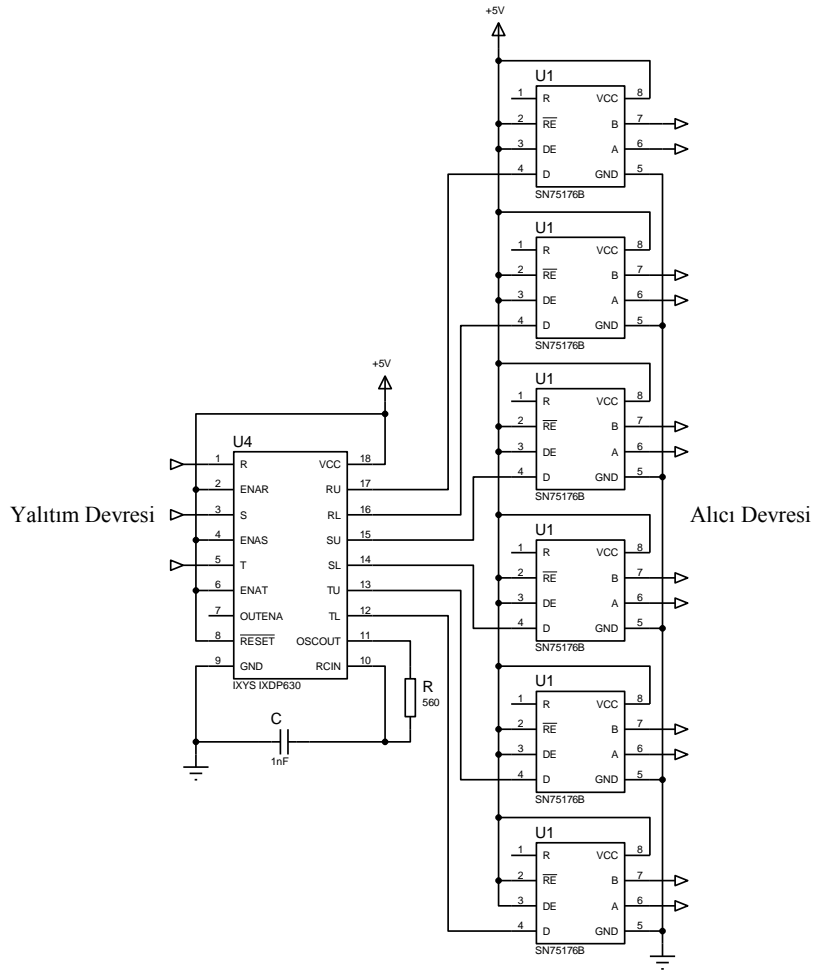 +5V
U1
1 R VCC 8
2 RE B 7
3 DE A 6
4 D GND 5
SN75176B
U1
1 R VCC 8
2 RE B 7
3 DE A 6
4 D GND 5
SN75176B
+5V
U1
1 R VCC 8
2 RE B 7
3 DE A 6
4 D GND 5
SN75176B
U4
1 R VCC 18
2 ENAR RU 17
3 S RL 16
4 ENAS SU 15
5 T SL 14
6 ENAT TU 13
7 OUTENA TL 12
8 RESET OSCOUT 11
9 GND RCIN 10
IXYS IXDP630
Yalıtım Devresi
Alıcı Devresi
R
560
C
1nF
U1
1 R VCC 8
2 RE B 7
3 DE A 6
4 D GND 5
SN75176B
U1
1 R VCC 8
2 RE B 7
3 DE A 6
4 D GND 5
SN75176B
U1
1 R VCC 8
2 RE B 7
3 DE A 6
4 D GND 5
SN75176B